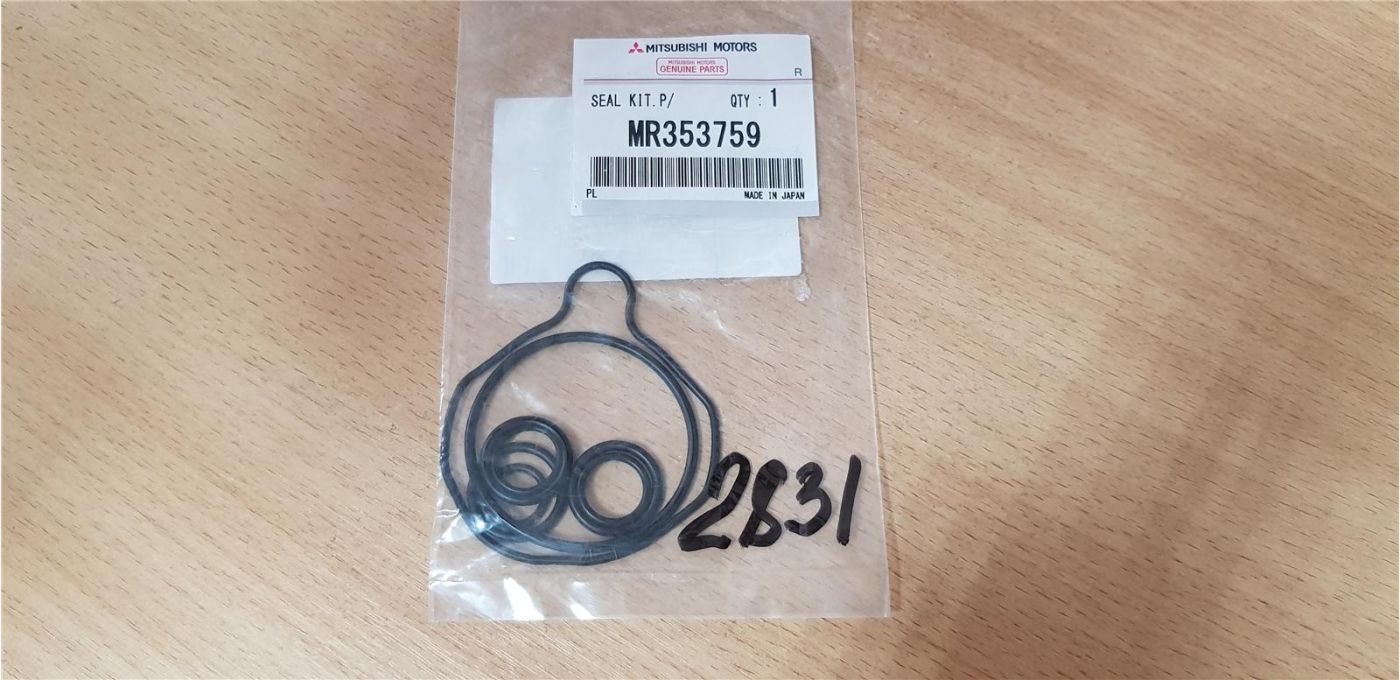 MITSUBISHI MOTORS
MITSUBISHI MOTORS
GENUINE PARTS
R
SEAL KIT.P/ QTY : 1
MR353759
PL MADE IN JAPAN
2831